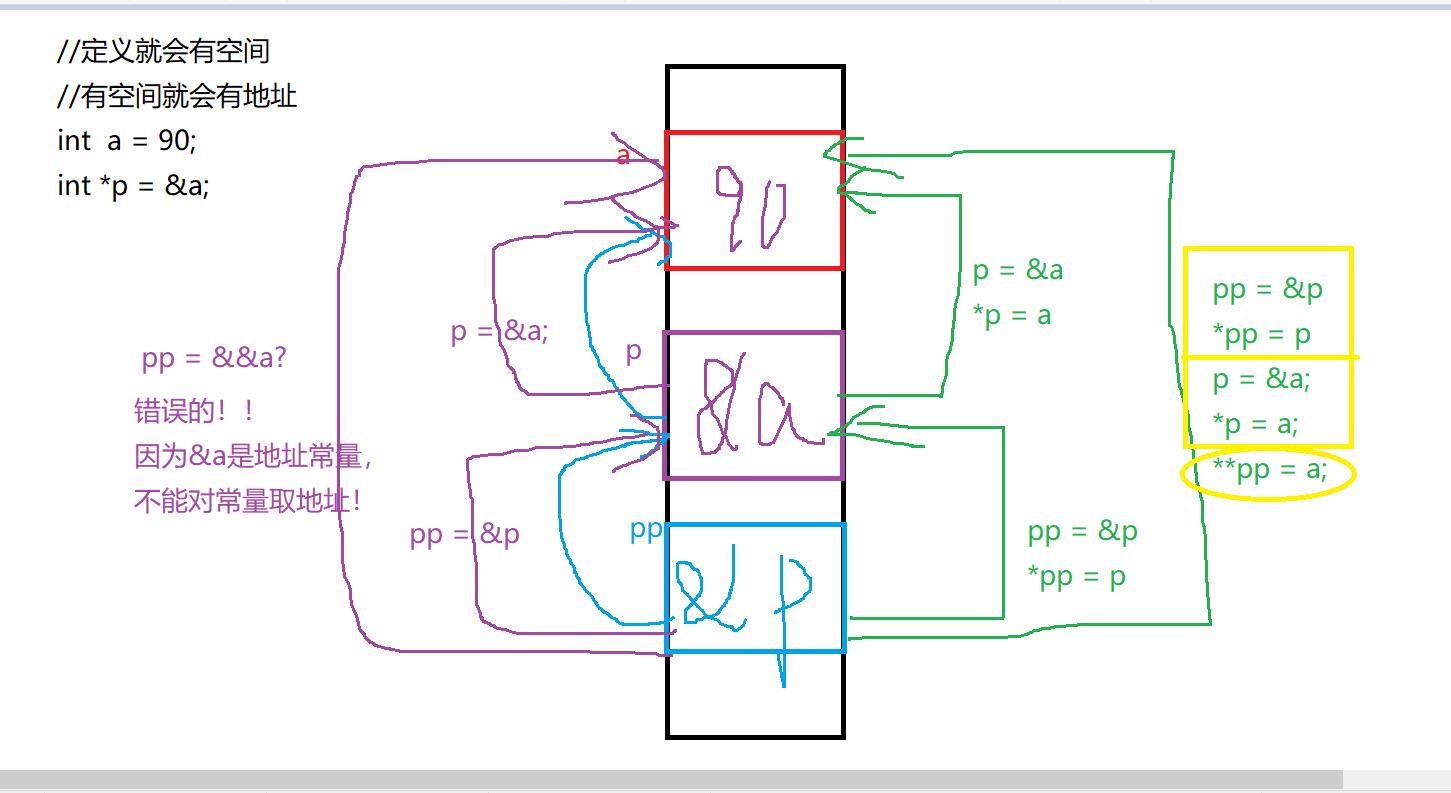 //定义就会有空间
//有空间就会有地址
int  a = 90;
int *p = &a;
a
90
p = &a
*p = a
pp = &p
*pp = p
p = &a;
*p = a;
**pp = a;
p = &a;
p
&a
pp = &&a?
错误的！！
因为&a是地址常量，
不能对常量取地址！
pp = &p
pp
&p
pp = &p
*pp = p